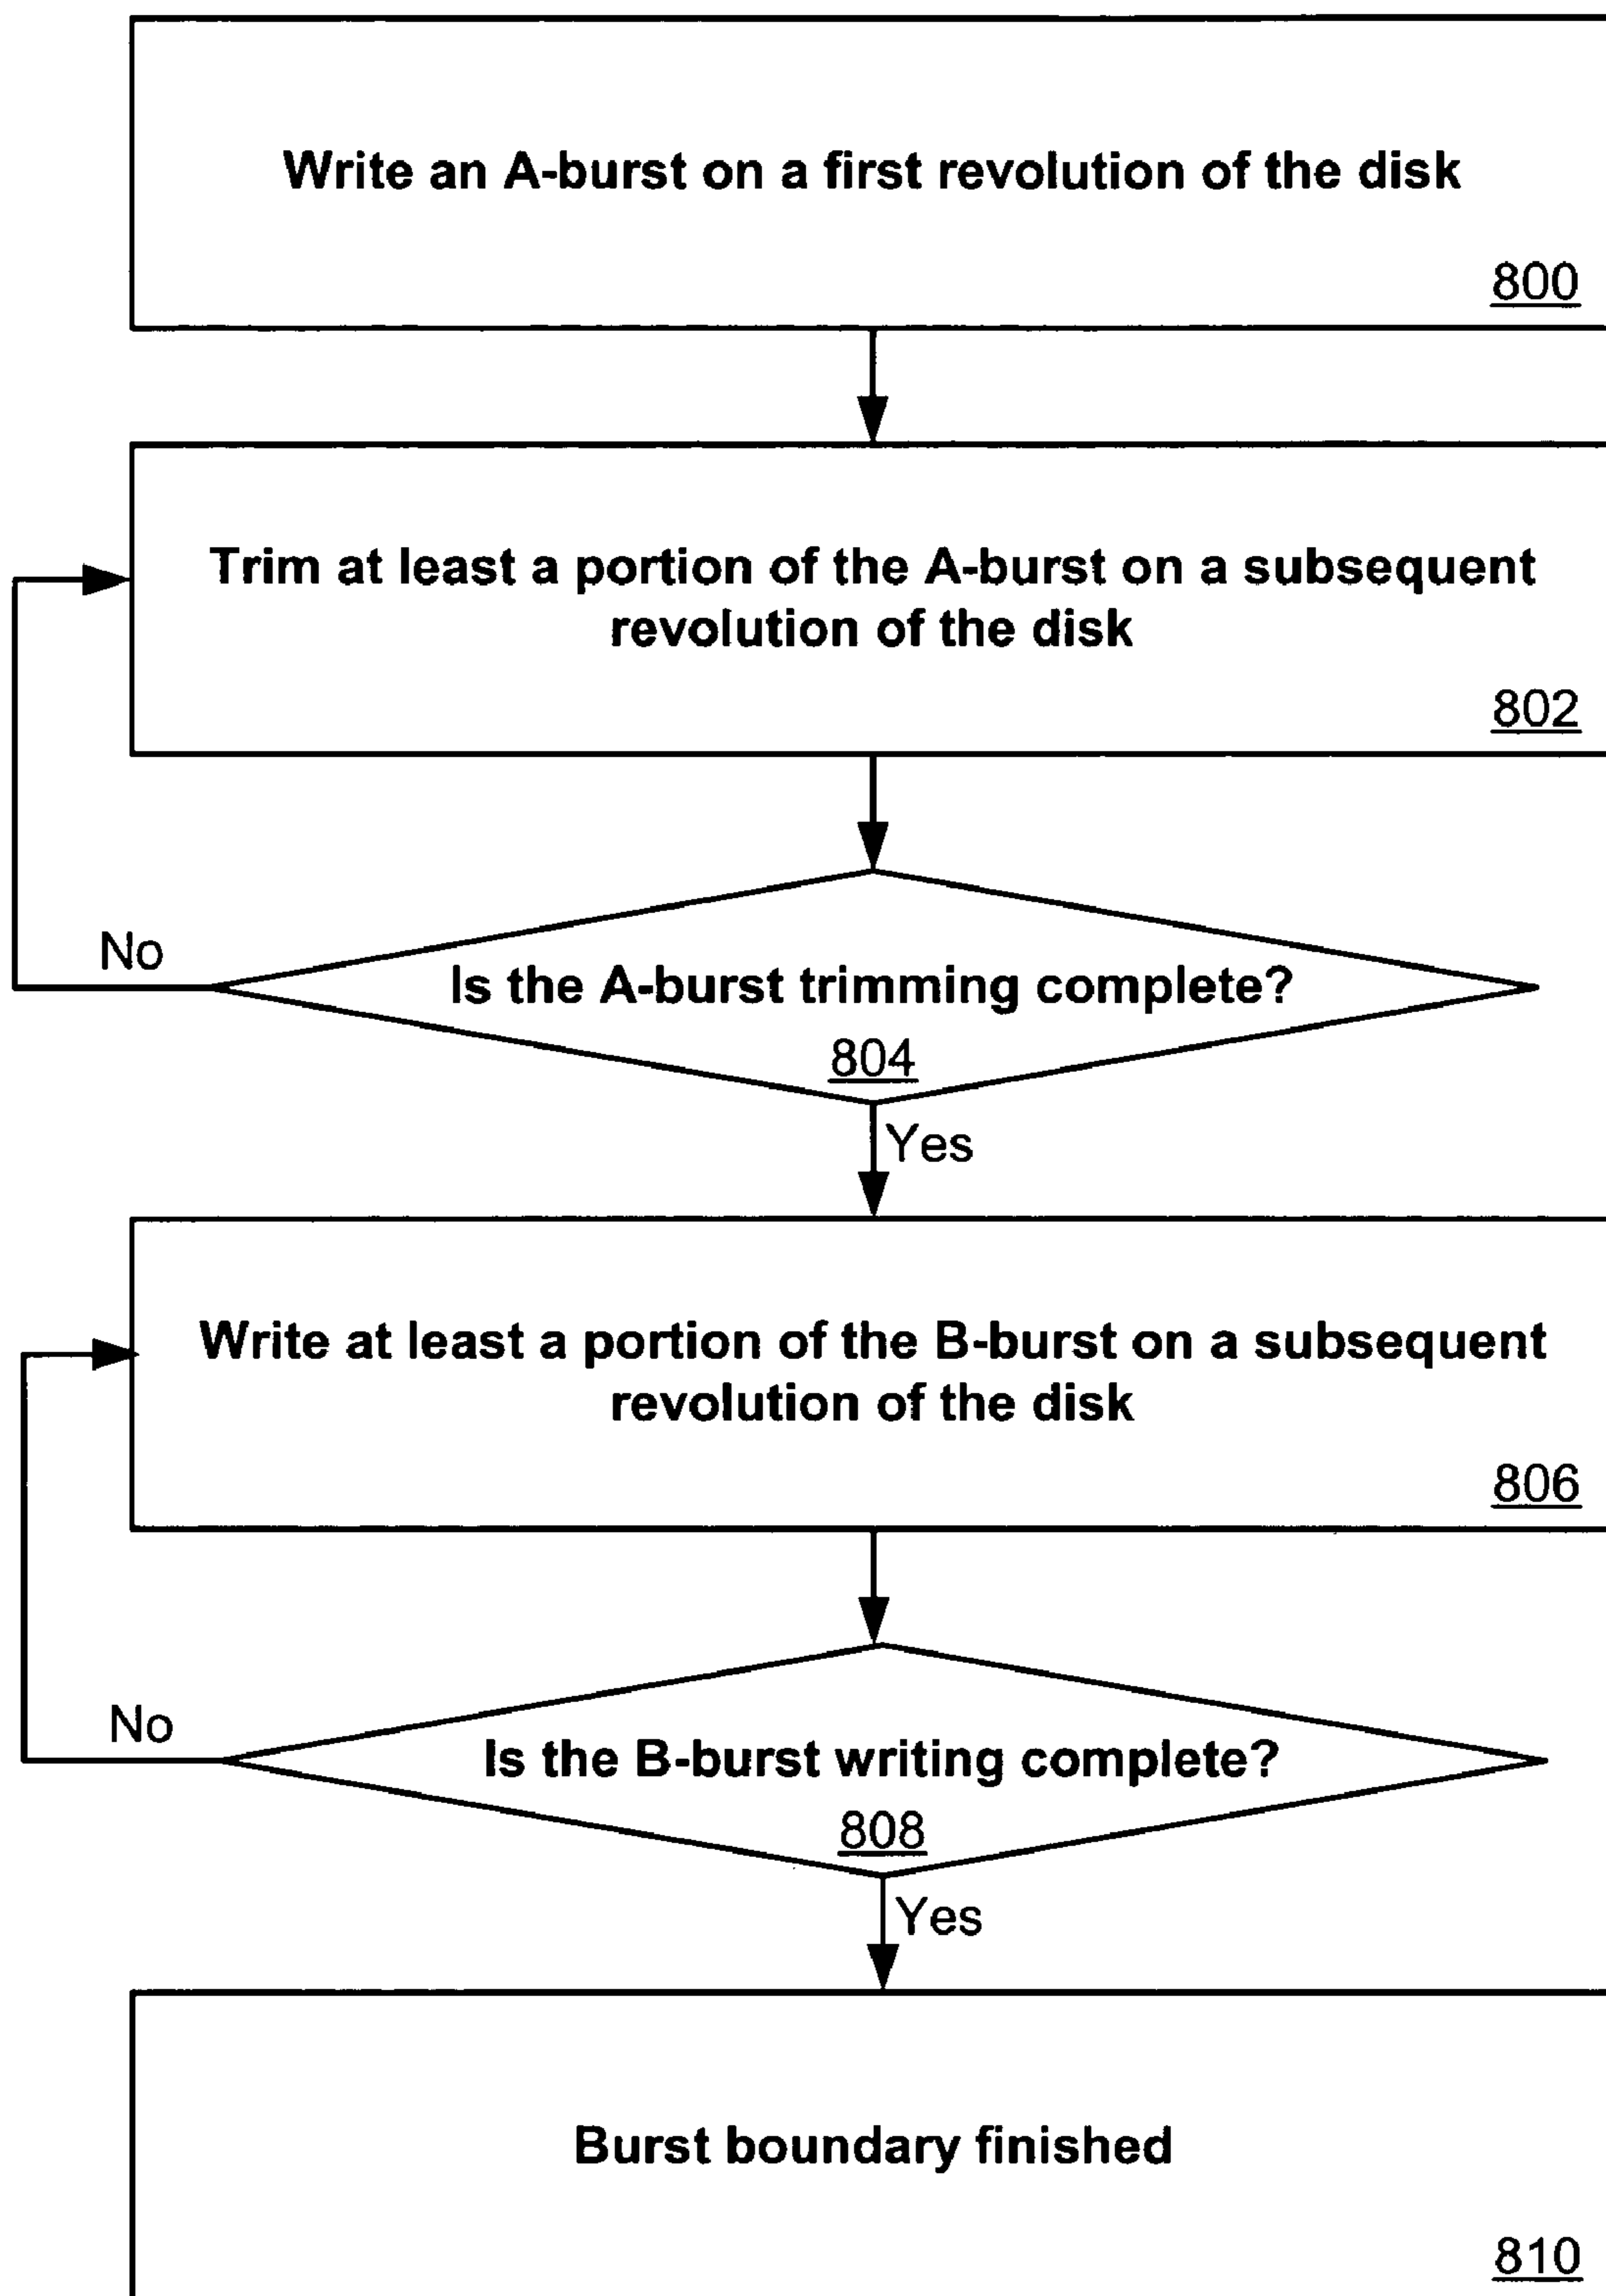 Write an A-burst on a first revolution of the disk
800
Trim at least a portion of the A-burst on a subsequent
revolution of the disk
802
No
Is the A-burst trimming complete?
804
Yes
Write at least a portion of the B-burst on a subsequent
revolution of the disk
806
No
Is the B-burst writing complete?
808
Yes
Burst boundary finished
810